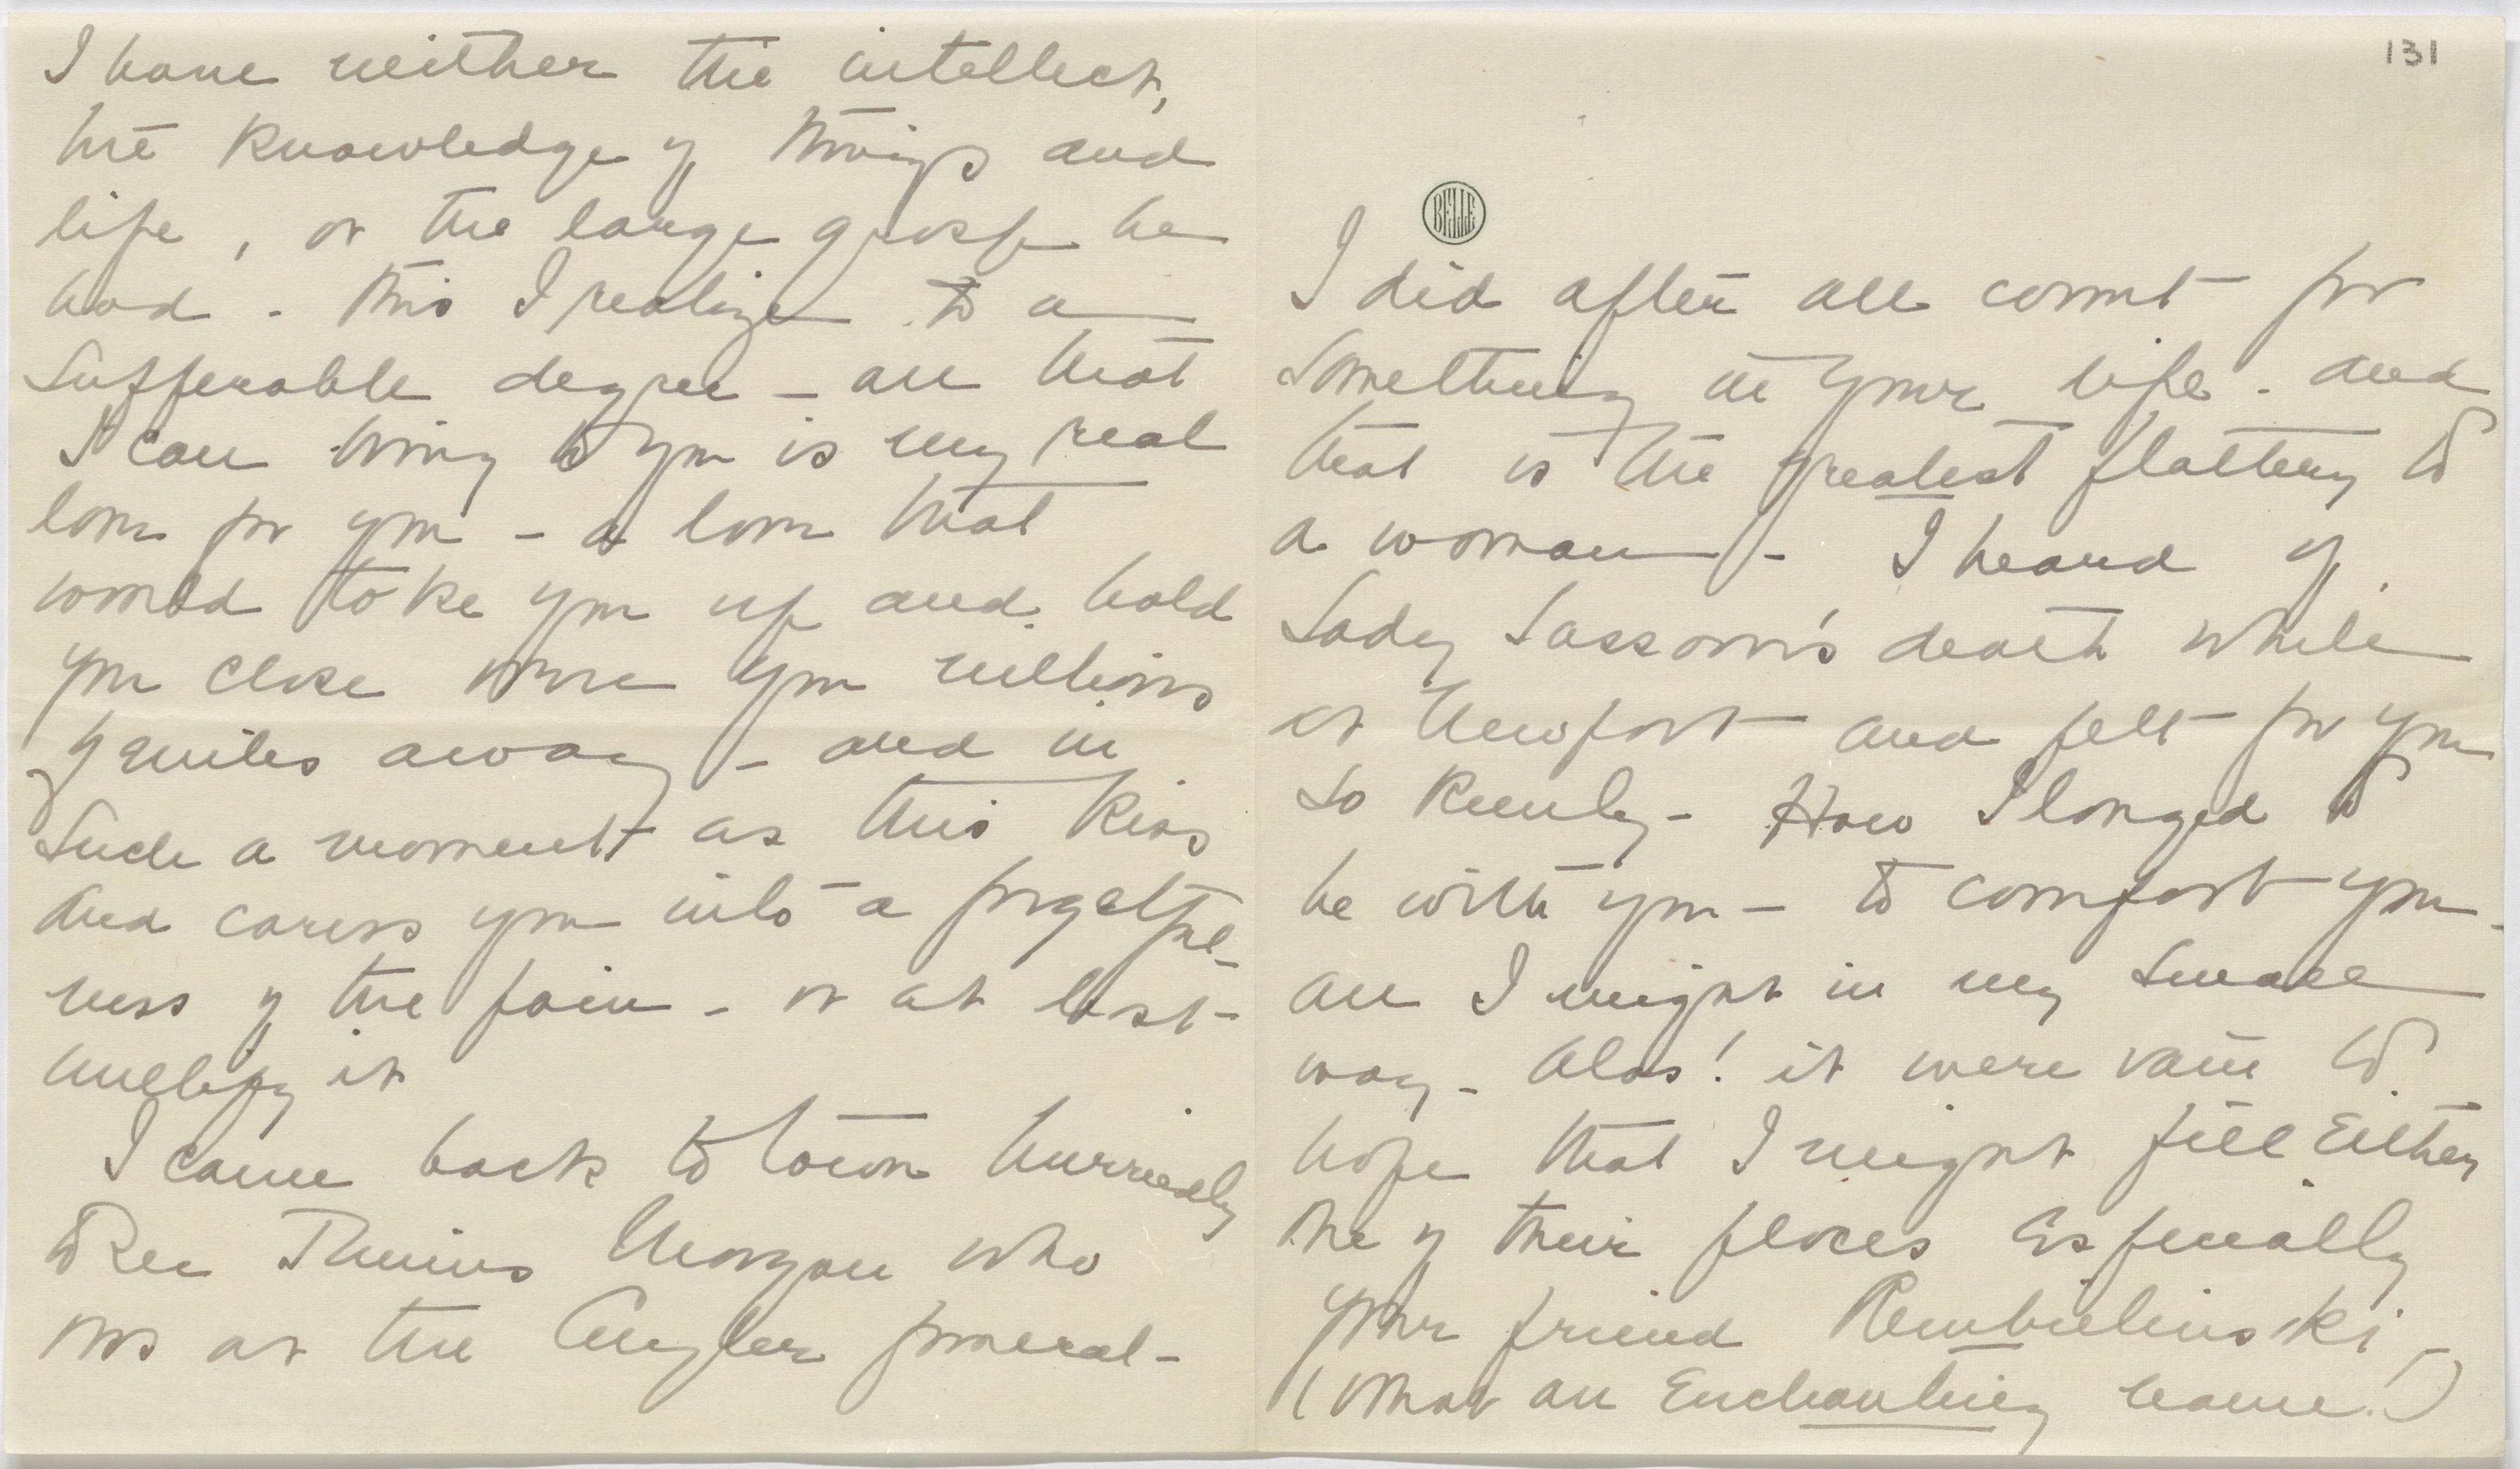 131
BELLE
I did after all count for
something in your life - and
that is the greatest flattery to
a woman - I heard of
Lady Sassoon's death while
at Newport and felt for you
so keenly - How I longed to
be with you - to comfort you -
all I might in my small
way - Alas! it were vain to
hope that I might fill either
one of their places especially
your friend Rembielinski
(what an enchanting name!)
I have neither the intellect,
the knowledge of things and
life, or the large grasp he
had - this I realize to a
sufferable degree - all that
I can bring to you is my real
love for you - a love that
would take you up and hold
you close were you millions
of miles away - and in
such a moment as this kiss
and caress you into a forgetful-
ness of the pain - or at least
nullify it
I came back to town hurriedly
to see Junius Morgan who
was at the Cuyler funeral -